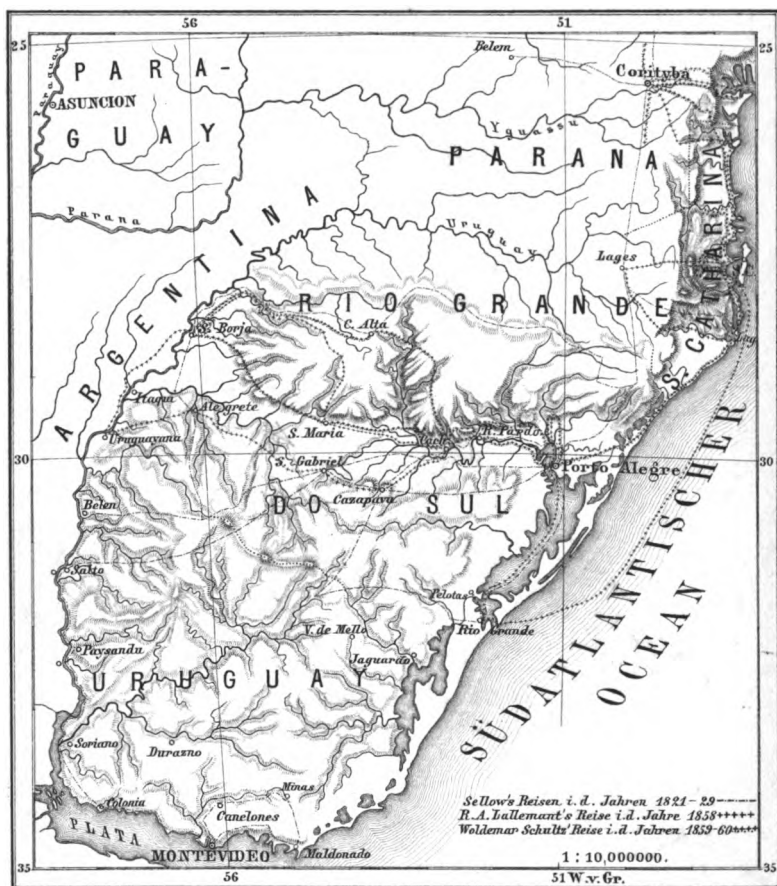 56 51
25 25
Belem
PARA-
Corityba
Paraguay
ASUNCION
GUAY
Yguassu
PARANA
Parana
Uruguay
S. CATHARINA
ARGENTINA
Lages
RIO GRANDE
S. Borja
C. Alta
Itaqui
Alegrete
S. Maria
R. Pardo
Uruguayana
30 30
S. Gabriel
Porto Alegre
Cazapava
Belen
DO SUL
Salto
Pelotas
Rio Grande
V. de Mello
Paysandu
Jaguarão
URUGUAY
SÜDATLANTISCHER
OCEAN
Soriano
Durazno
Minas
Colonia
Canelones
PLATA
MONTEVIDEO
Maldonado
Sellow's Reisen i. d. Jahren 1821-29
R. A. Lallemant's Reise i. d. Jahre 1858
Woldemar Schultz' Reise i. d. Jahren 1859-60
1 : 10,000000.
35 35
56 51 W. v. Gr.